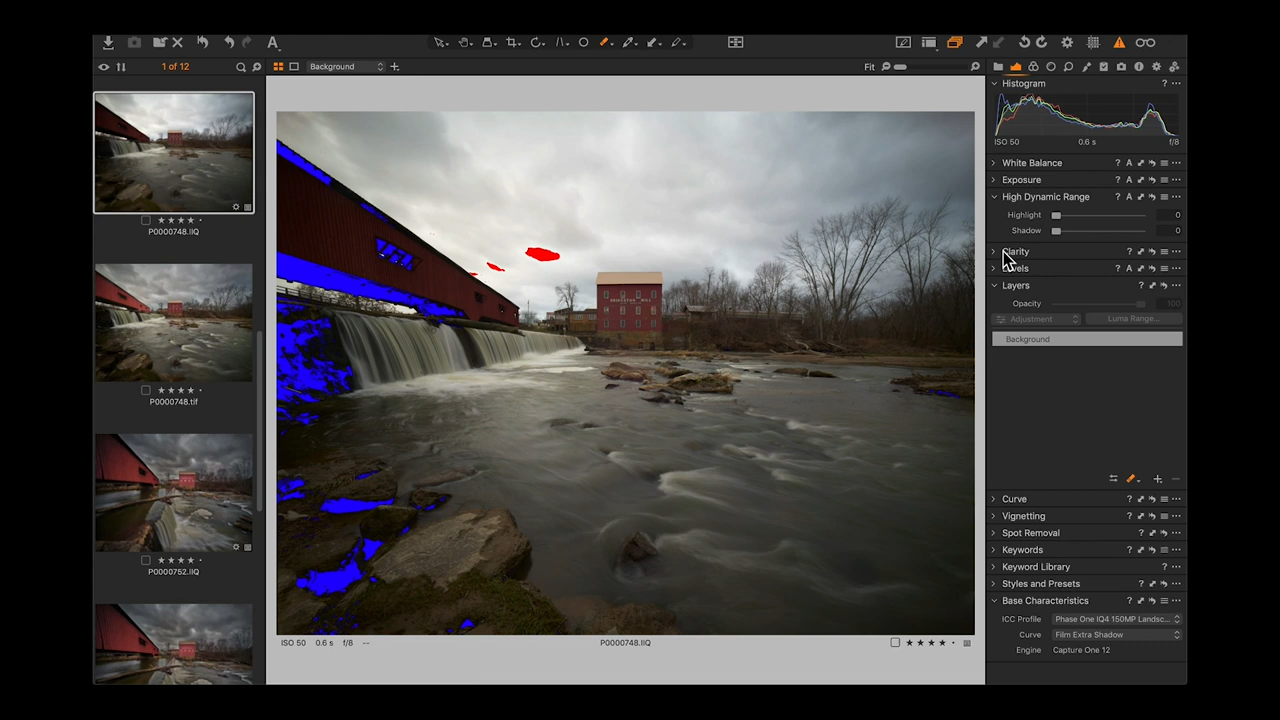 A
1 of 12
Background
Fit
P0000748.IIQ
P0000748.tif
P0000752.IIQ
ISO 50 0.6 s f/8 --
P0000748.IIQ
Histogram ?
ISO 50 0.6 s f/8
White Balance ? A
Exposure ? A
High Dynamic Range ? A
Highlight 0
Shadow 0
Clarity ?
Levels ? A
Layers ?
Opacity 100
Adjustment Luma Range...
Background
Curve ?
Vignetting ?
Spot Removal ?
Keywords ?
Keyword Library ?
Styles and Presets ?
Base Characteristics ?
ICC Profile Phase One IQ4 150MP Landsc...
Curve Film Extra Shadow
Engine Capture One 12